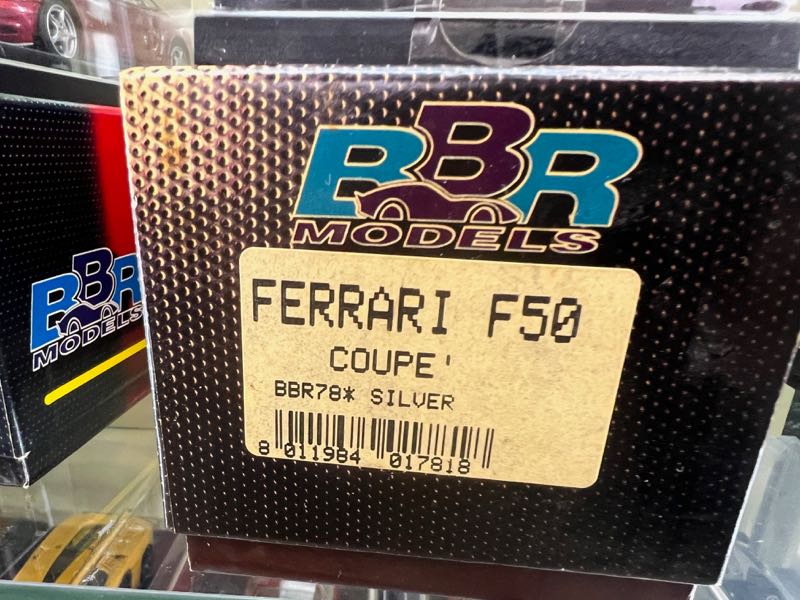 BBR
MODELS
FERRARI F50
COUPE'
BBR78* SILVER
8 011984 017818
BBR
MODELS